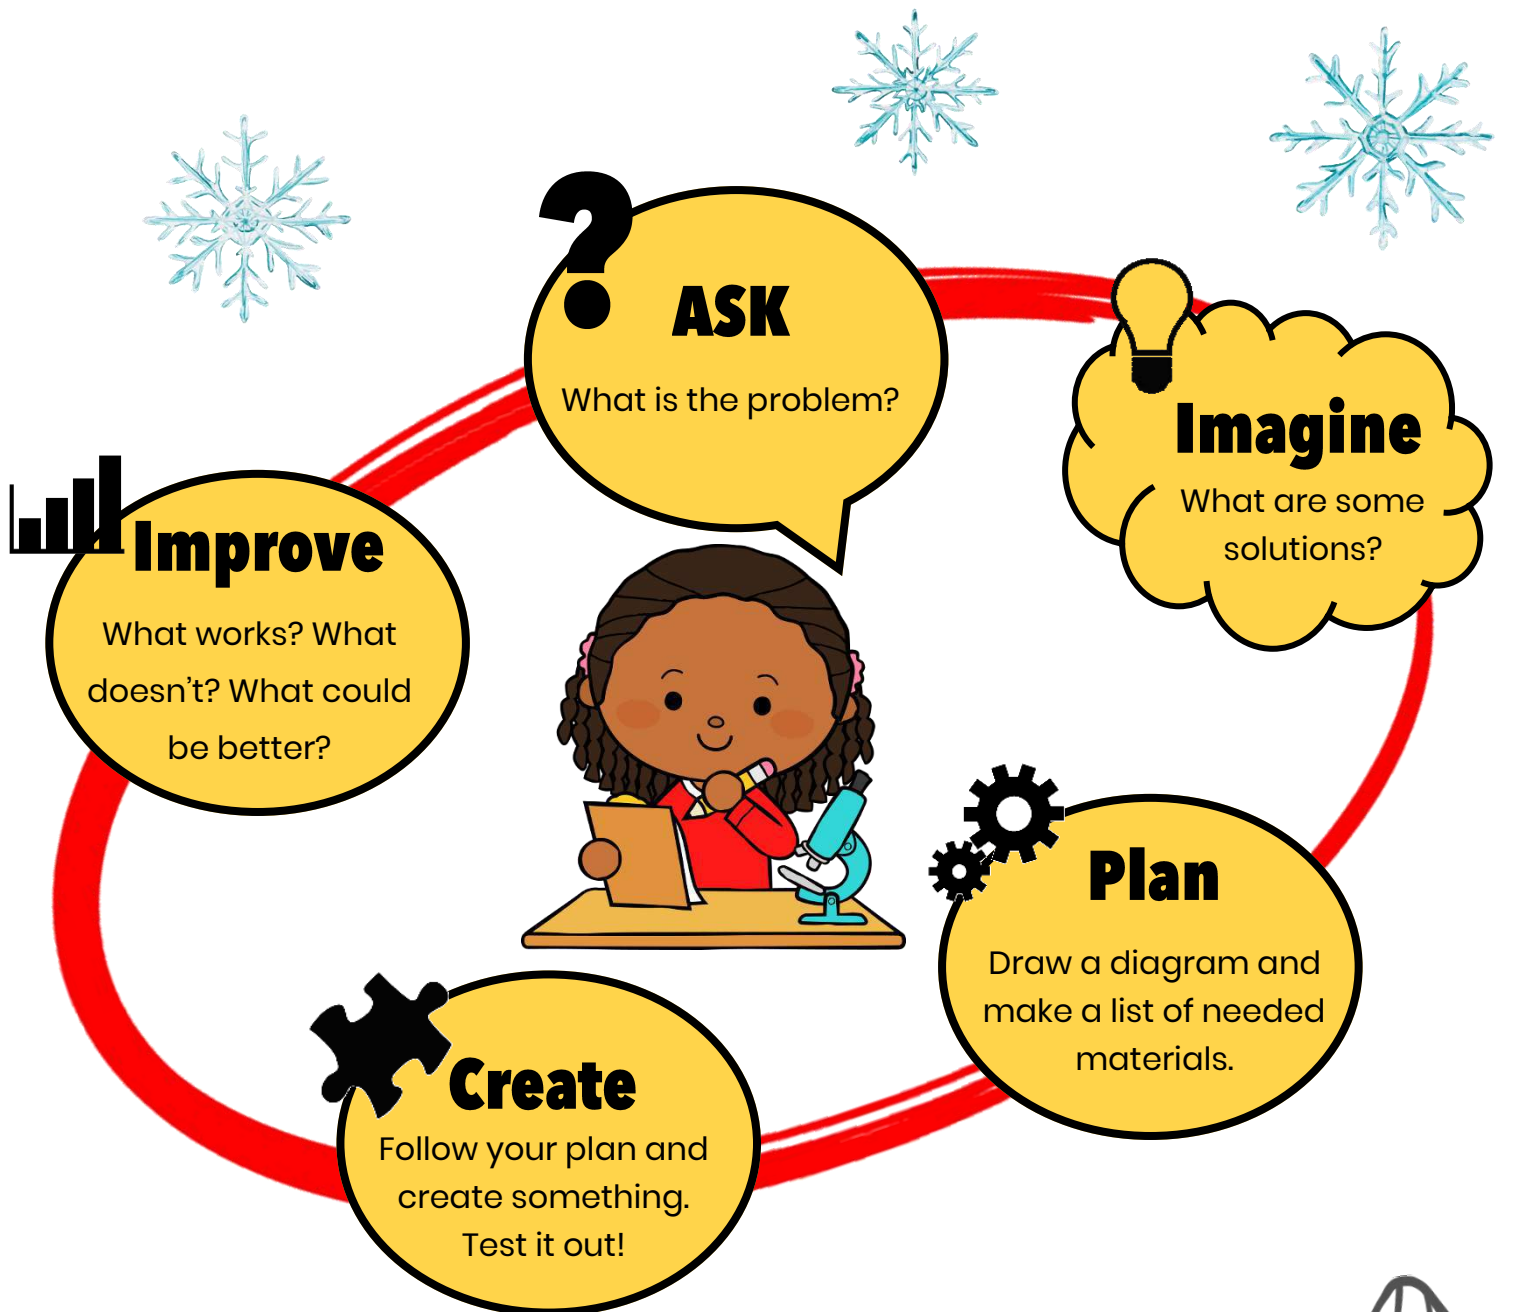 ?
ASK
What is the problem?
Imagine
What are some
solutions?
Plan
Draw a diagram and
make a list of needed
materials.
Create
Follow your plan and
create something.
Test it out!
Improve
What works? What
doesn't? What could
be better?